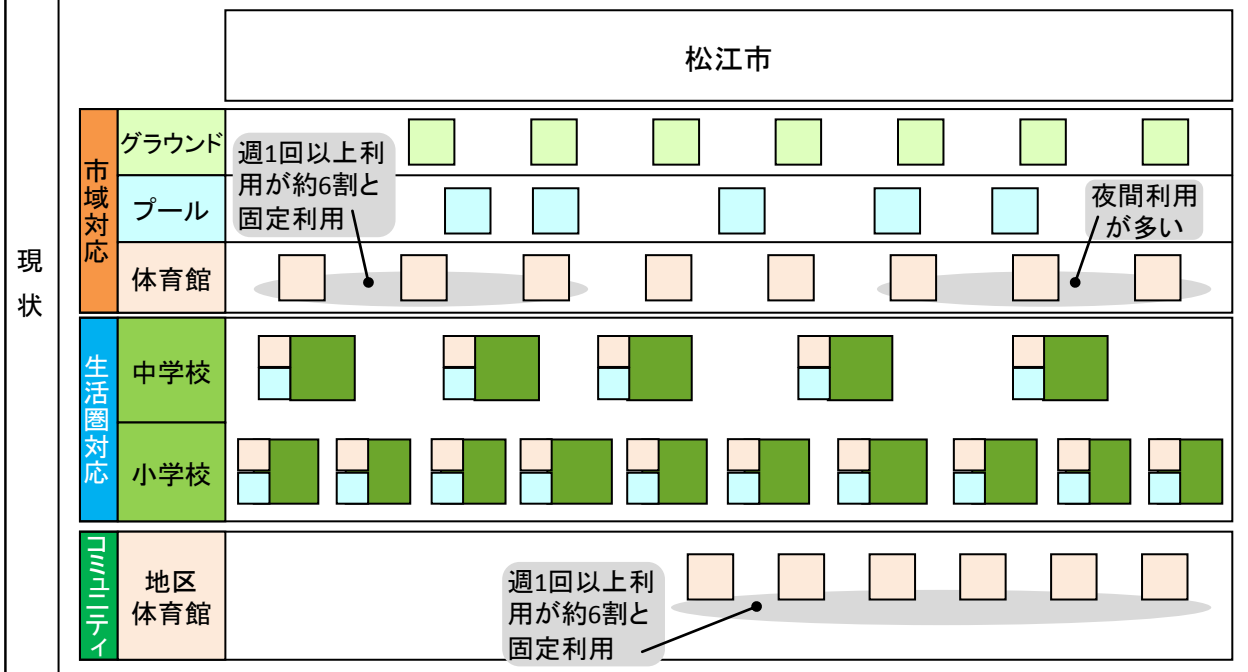 松江市
現状
市域対応
グラウンド
週1回以上利
用が約6割と
固定利用
プール
夜間利用
が多い
体育館
生活圏対応
中学校
小学校
コミュニティ
地区
体育館
週1回以上利
用が約6割と
固定利用